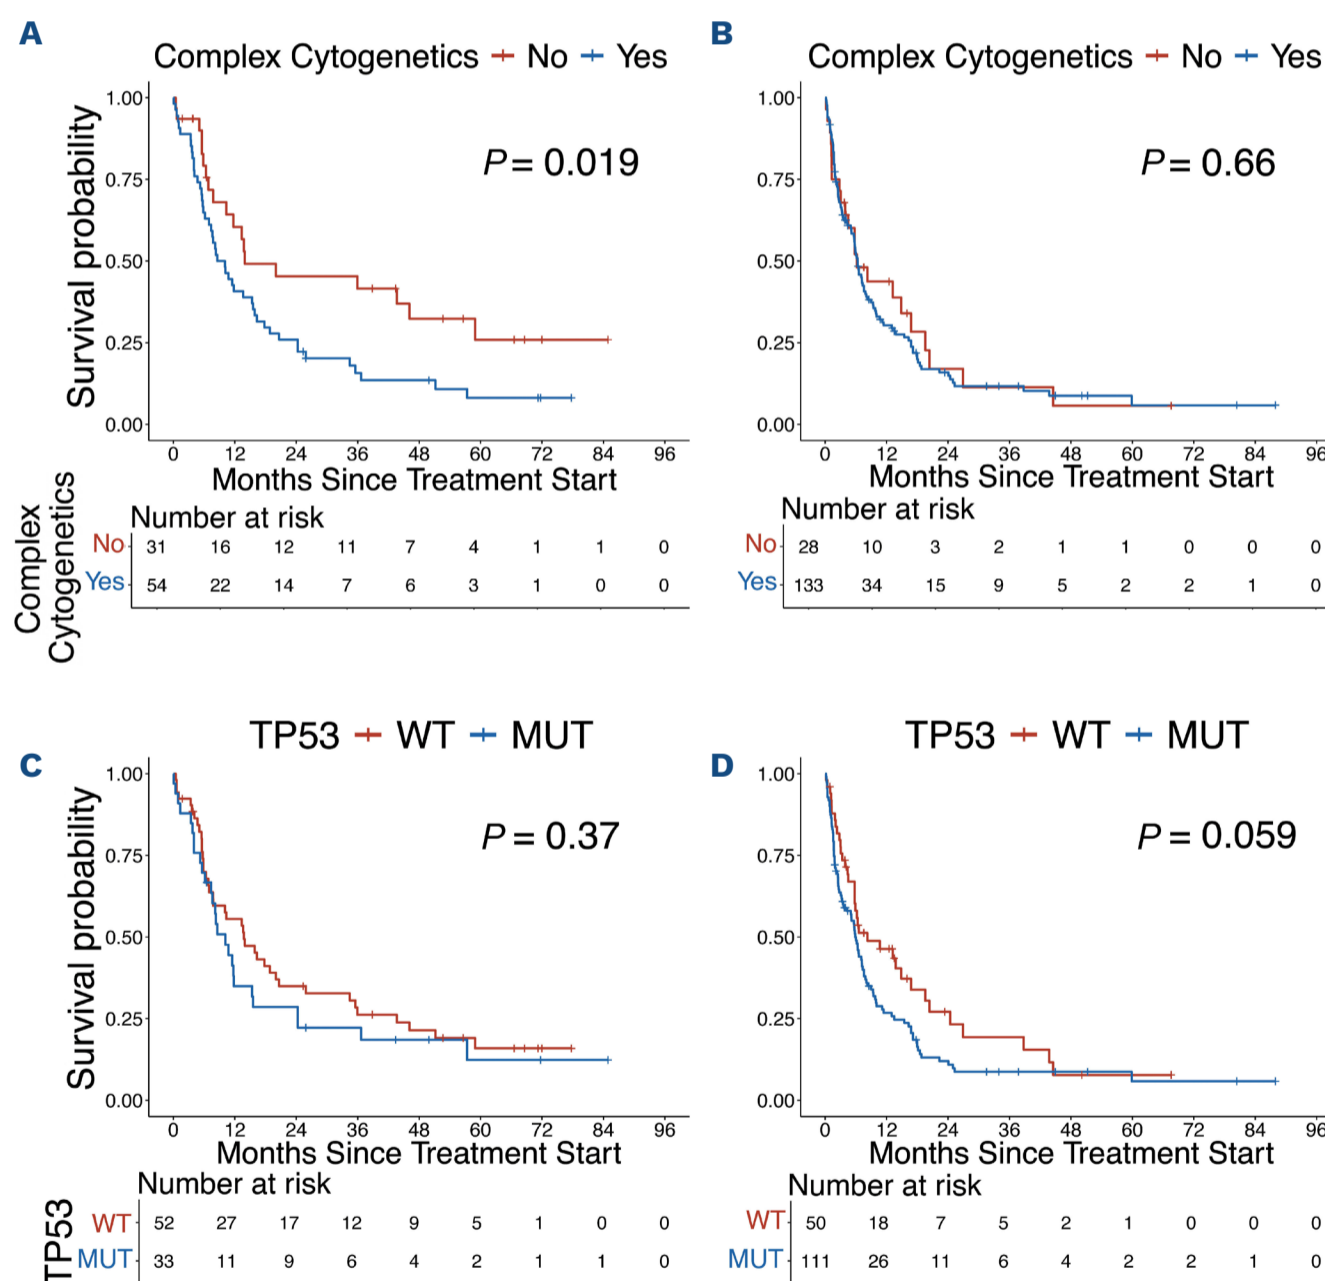 A
Complex Cytogenetics No Yes
Survival probability
1.00
0.75
0.50
0.25
0.00
P = 0.019
0 12 24 36 48 60 72 84 96
Months Since Treatment Start
Complex Cytogenetics
Number at risk
No 31 16 12 11 7 4 1 1 0
Yes 54 22 14 7 6 3 1 0 0
B
Complex Cytogenetics No Yes
1.00
0.75
0.50
0.25
0.00
P = 0.66
0 12 24 36 48 60 72 84 96
Months Since Treatment Start
Number at risk
No 28 10 3 2 1 1 0 0 0
Yes 133 34 15 9 5 2 2 1 0
C
TP53 WT MUT
Survival probability
1.00
0.75
0.50
0.25
0.00
P = 0.37
0 12 24 36 48 60 72 84 96
Months Since Treatment Start
TP53
Number at risk
WT 52 27 17 12 9 5 1 0 0
MUT 33 11 9 6 4 2 1 1 0
D
TP53 WT MUT
1.00
0.75
0.50
0.25
0.00
P = 0.059
0 12 24 36 48 60 72 84 96
Months Since Treatment Start
Number at risk
WT 50 18 7 5 2 1 0 0 0
MUT 111 26 11 6 4 2 2 1 0